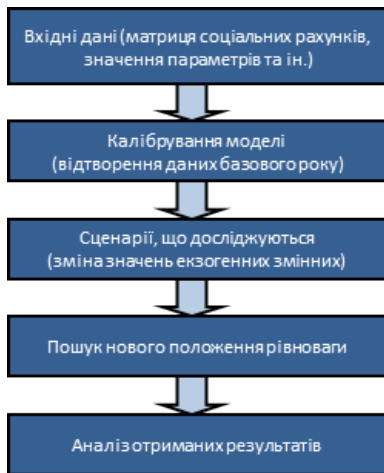 Вхідні дані (матриця соціальних рахунків,
значення параметрів та ін.)
Калібрування моделі
(відтворення даних базового року)
Сценарії, що досліджуються
(зміна значень екзогенних змінних)
Пошук нового положення рівноваги
Аналіз отриманих результатів